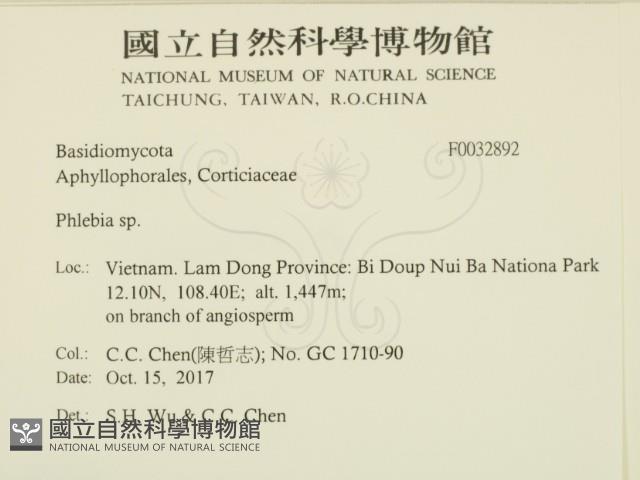 國立自然科學博物館
NATIONAL MUSEUM OF NATURAL SCIENCE
TAICHUNG, TAIWAN, R.O.CHINA
Basidiomycota F0032892
Aphyllophorales, Corticiaceae
Phlebia sp.
Loc.: Vietnam. Lam Dong Province: Bi Doup Nui Ba Nationa Park
12.10N, 108.40E; alt. 1,447m;
on branch of angiosperm
Col.: C.C. Chen(陳哲志); No. GC 1710-90
Date: Oct. 15, 2017
Det.: S.H. Wu & C.C. Chen
國立自然科學博物館
NATIONAL MUSEUM OF NATURAL SCIENCE